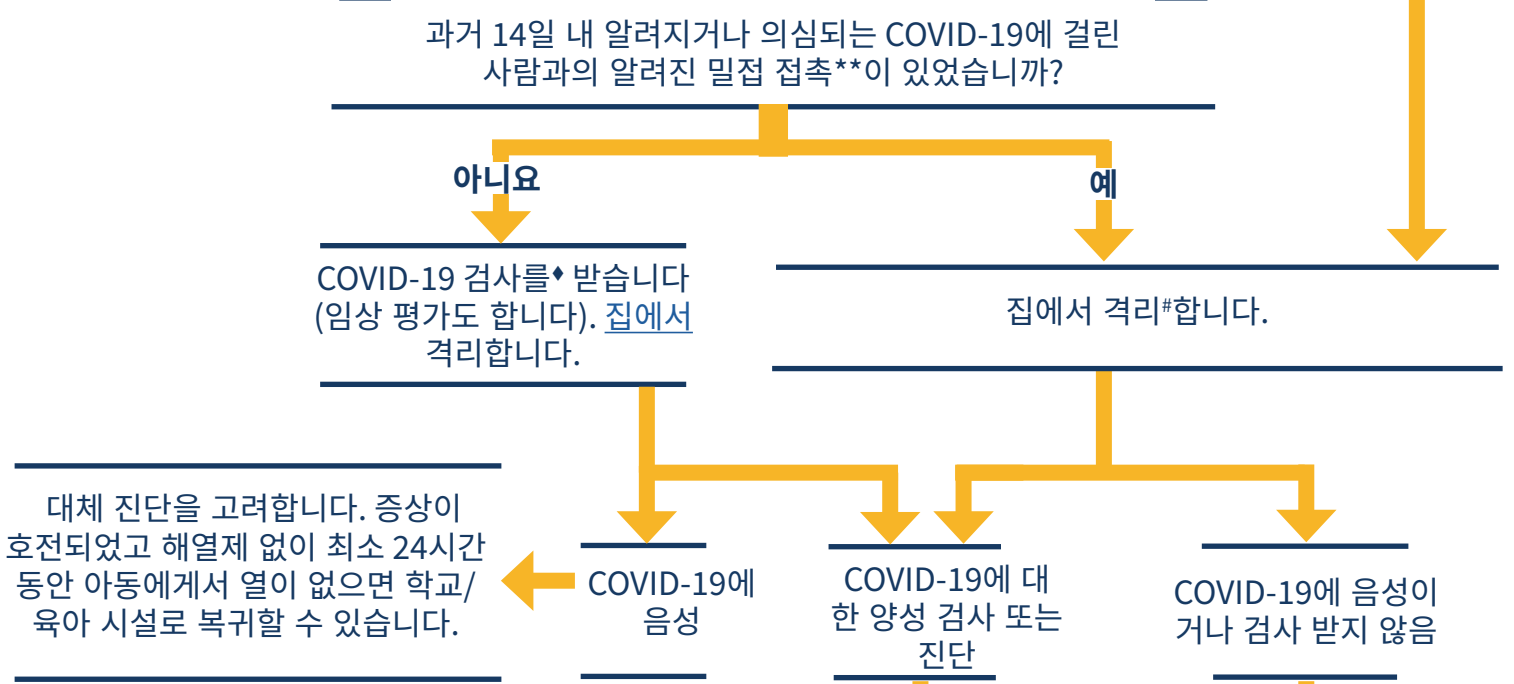 과거 14일 내 알려지거나 의심되는 COVID-19에 걸린
사람과의 알려진 밀접 접촉**이 있었습니까?
아니요
예
COVID-19 검사를♦ 받습니다
(임상 평가도 합니다). 집에서
격리합니다.
집에서 격리#합니다.
대체 진단을 고려합니다. 증상이
호전되었고 해열제 없이 최소 24시간
동안 아동에게서 열이 없으면 학교/
육아 시설로 복귀할 수 있습니다.
COVID-19에
음성
COVID-19에 대
한 양성 검사 또는
진단
COVID-19에 음성이
거나 검사 받지 않음